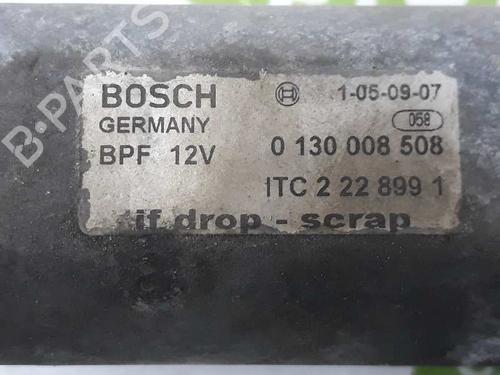 BOSCH 1-05-09-07
GERMANY 058
BPF 12V 0 130 008 508
ITC 2 22 899 1
if drop - scrap
B-PARTS